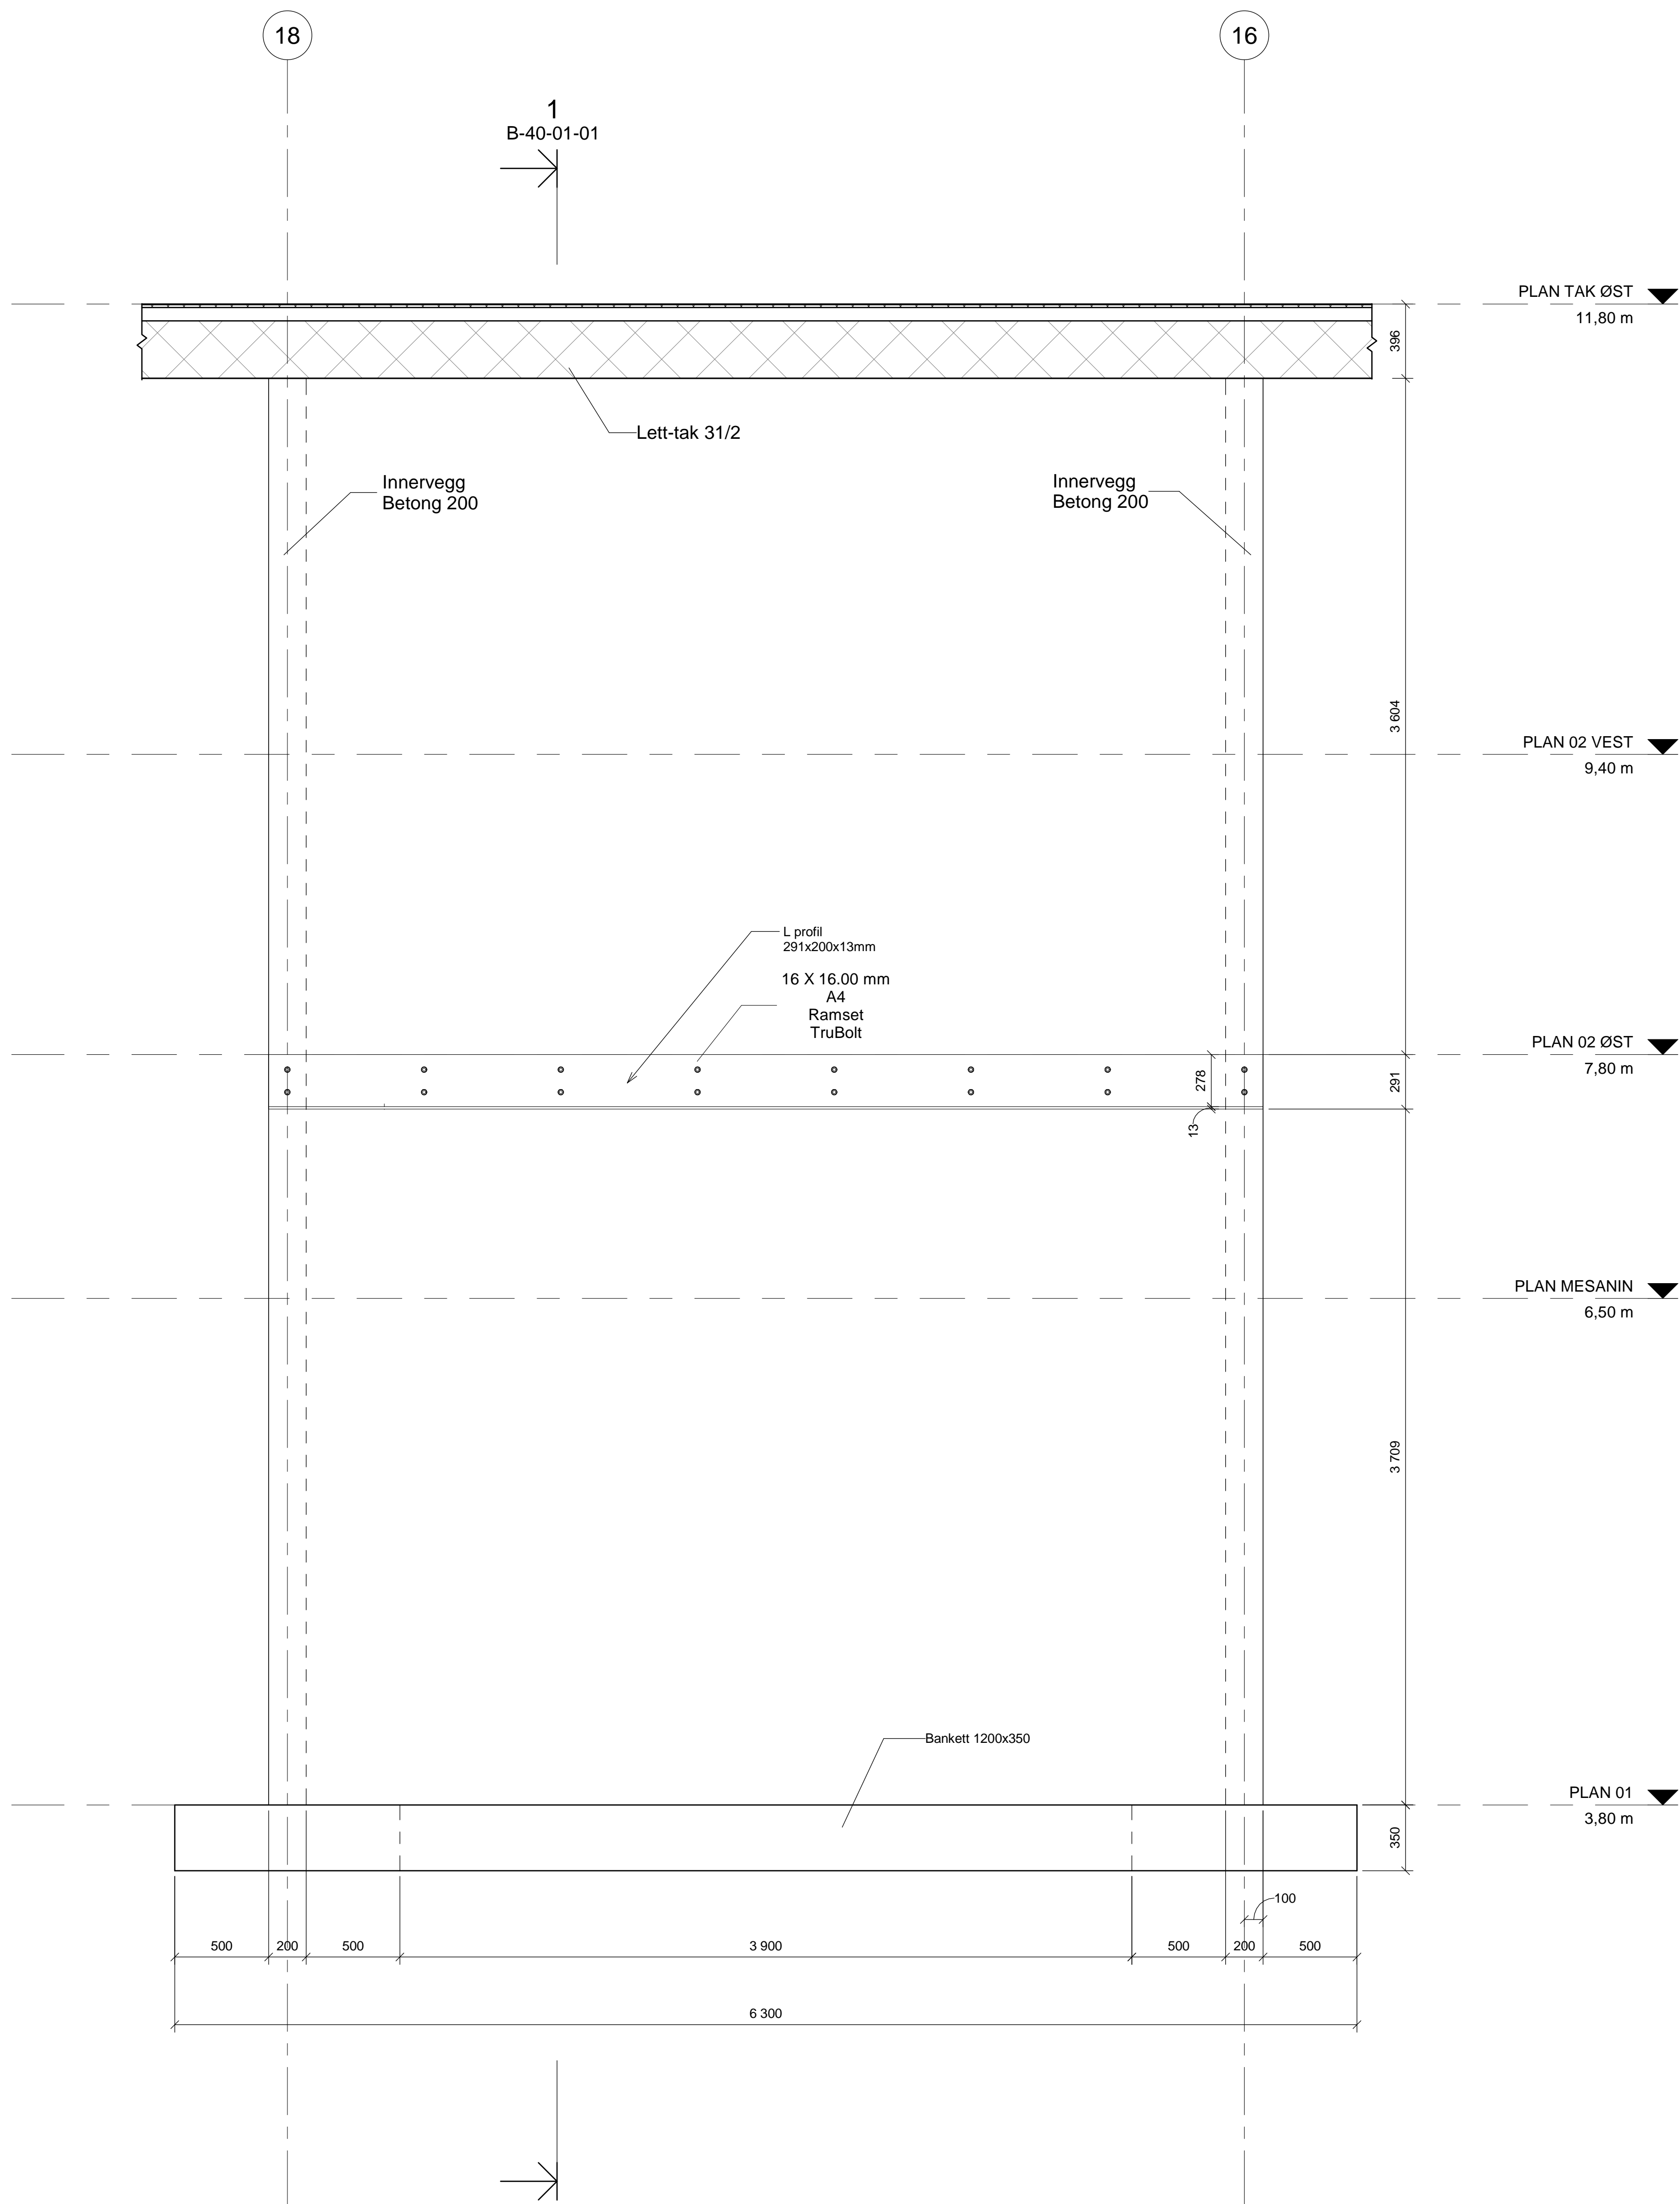 18
16
1
B-40-01-01
PLAN TAK ØST
11,80 m
396
Lett-tak 31/2
Innervegg
Betong 200
Innervegg
Betong 200
3 604
PLAN 02 VEST
9,40 m
L profil
291x200x13mm
16 X 16.00 mm
A4
Ramset
TruBolt
PLAN 02 ØST
7,80 m
278
291
13
PLAN MESANIN
6,50 m
3 709
Bankett 1200x350
PLAN 01
3,80 m
350
100
500
200
500
3 900
500
200
500
6 300